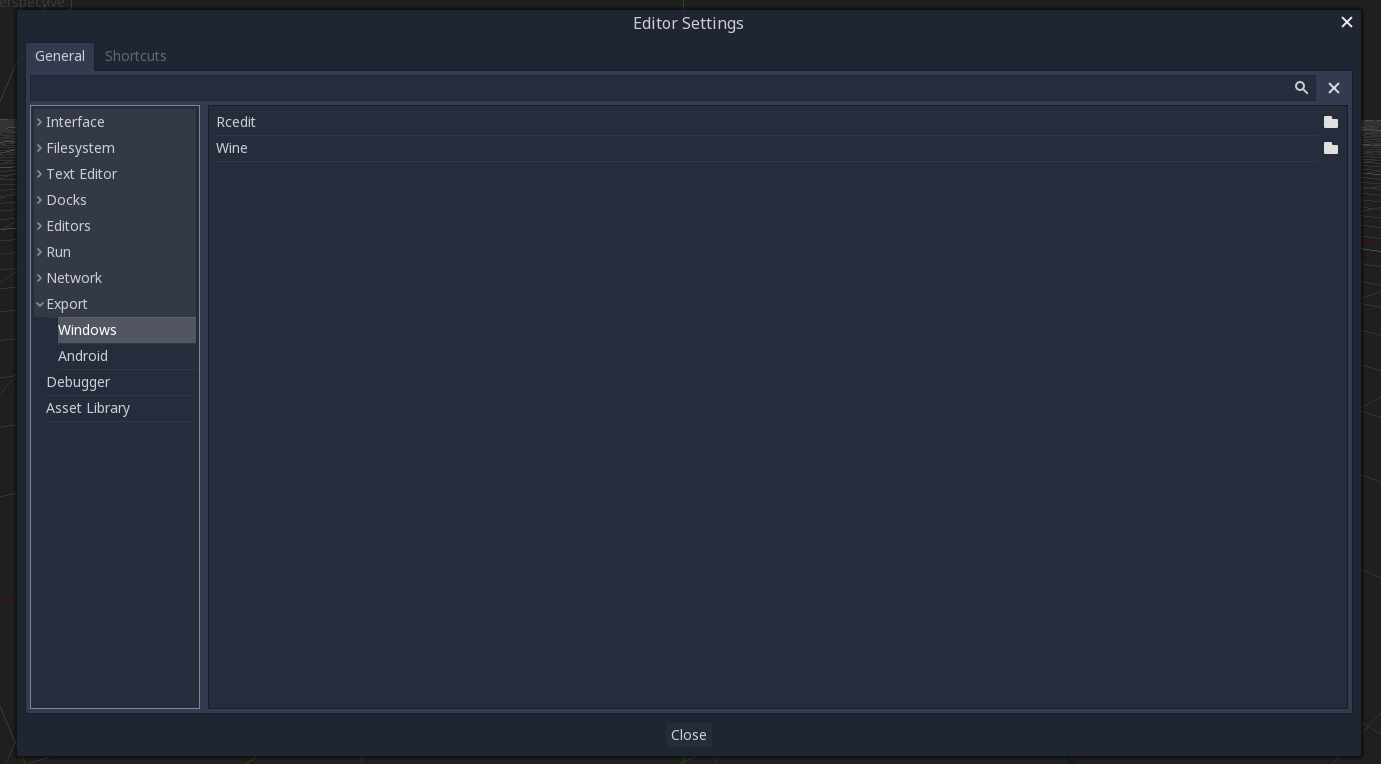 erspective ]
Editor Settings
General
Shortcuts
Interface
Filesystem
Text Editor
Docks
Editors
Run
Network
Export
Windows
Android
Debugger
Asset Library
Rcedit
Wine
Close